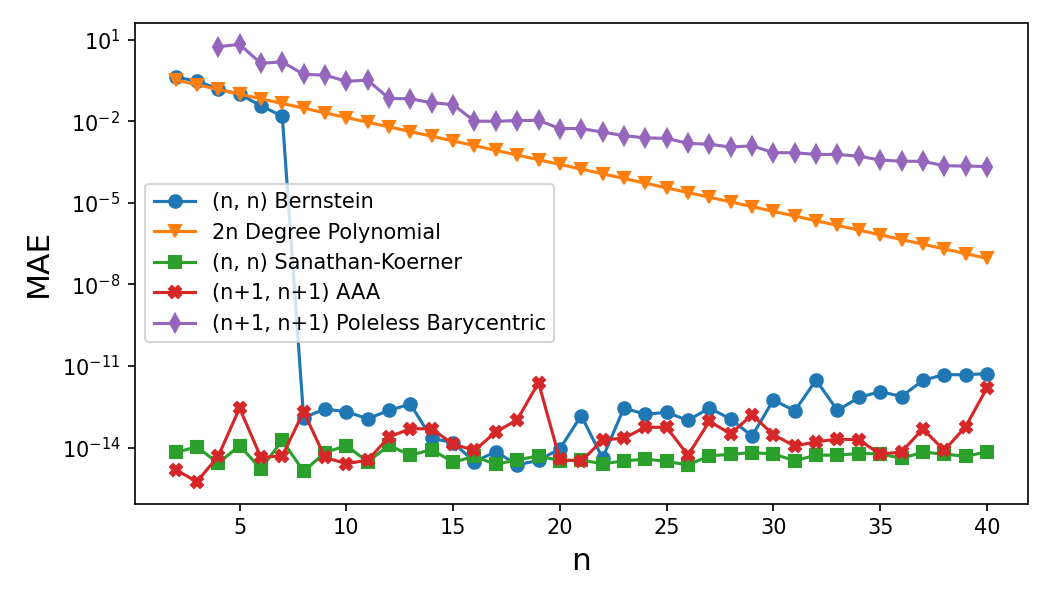 10^1
10^-2
10^-5
10^-8
10^-11
10^-14
MAE
(n, n) Bernstein
2n Degree Polynomial
(n, n) Sanathan-Koerner
(n+1, n+1) AAA
(n+1, n+1) Poleless Barycentric
5 10 15 20 25 30 35 40
n